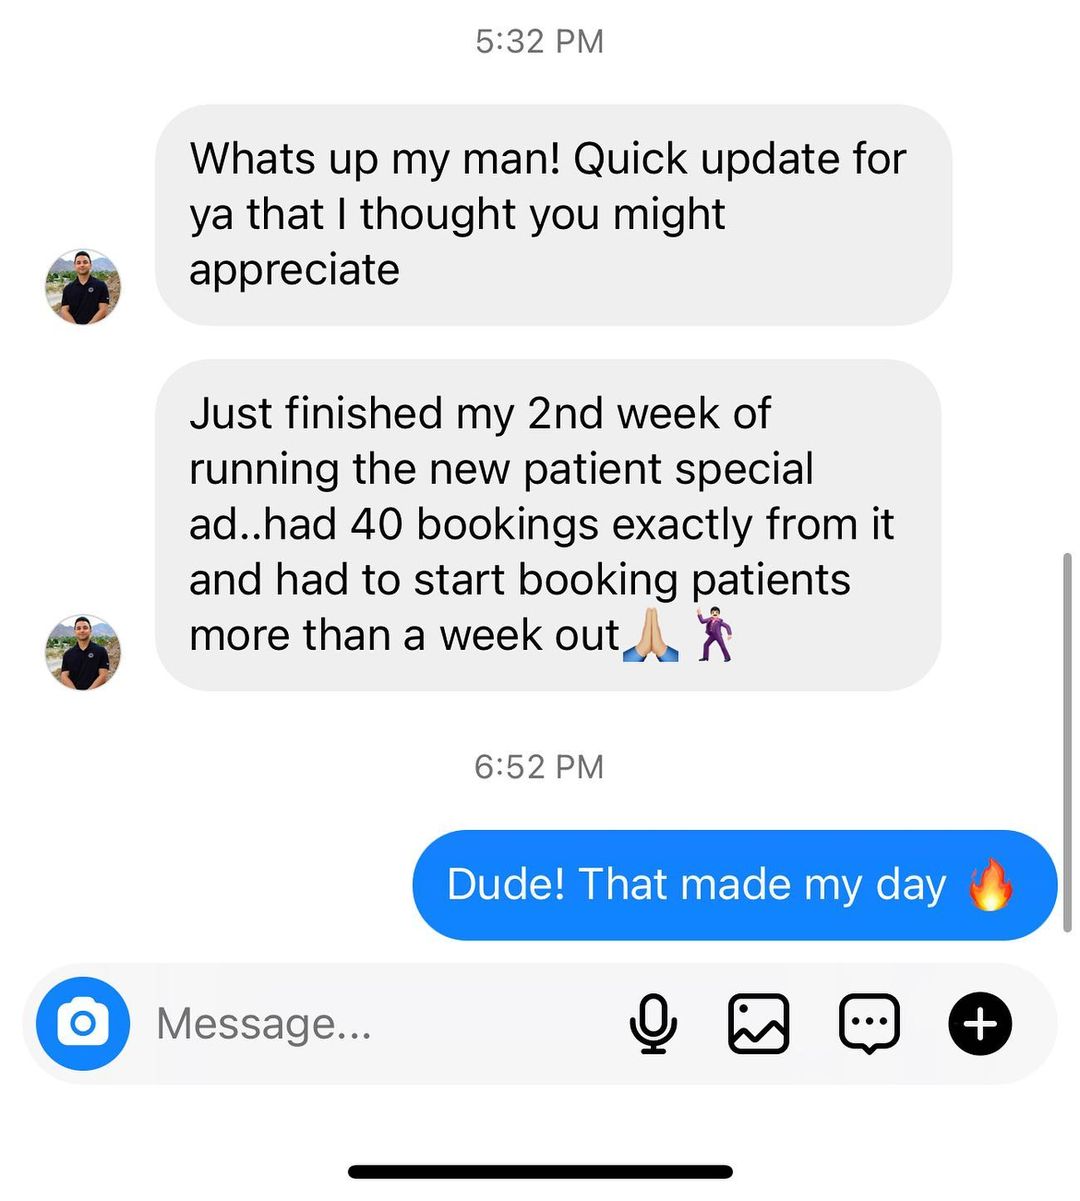 5:32 PM
Whats up my man! Quick update for
ya that I thought you might
appreciate
Just finished my 2nd week of
running the new patient special
ad..had 40 bookings exactly from it
and had to start booking patients
more than a week out🙏🏼🕺🏻
6:52 PM
Dude! That made my day 🔥
Message...